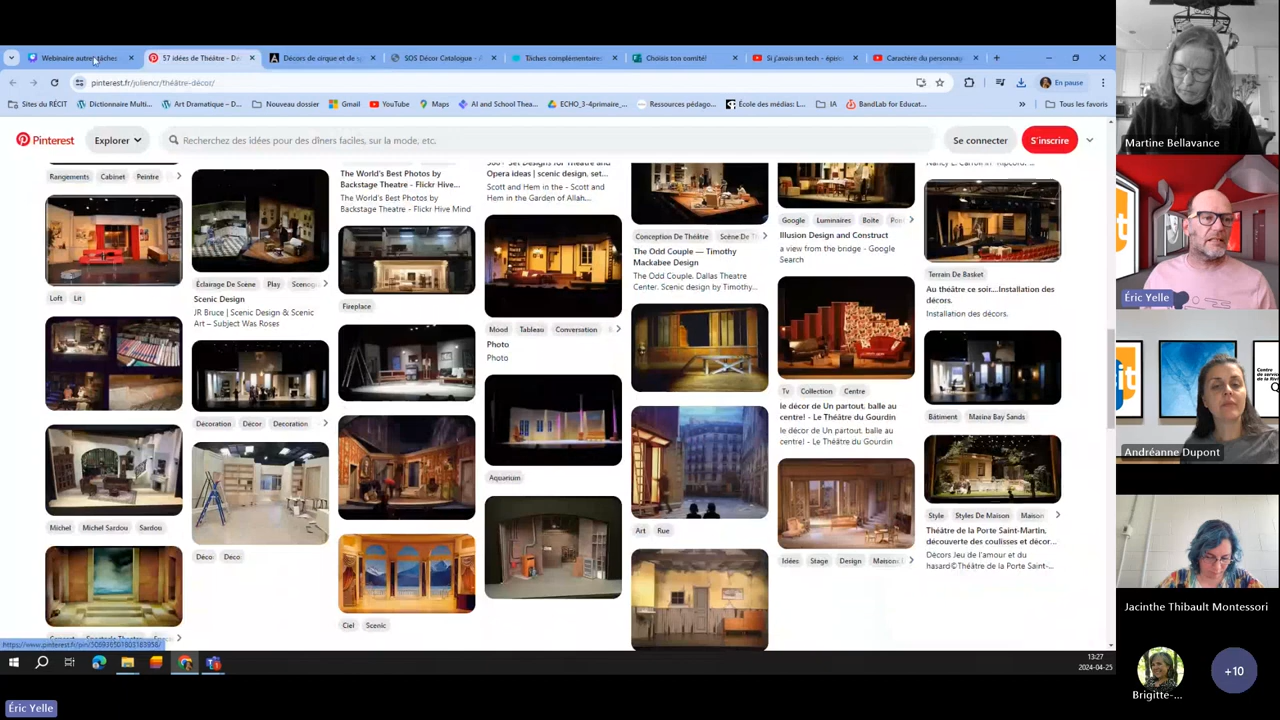 Webinaire autres tâches
57 idées de Théâtre - Dé
Décors de cirque et de s
SOS Décor Catalogue - A
Tâches complémentaires
Choisis ton comité!
Si j'avais un tech - épiso
Caractère du personnag
pinterest.fr/juliencr/théâtre-décor/
En pause
Sites du RÉCIT
Dictionnaire Multi...
Art Dramatique – D...
Nouveau dossier
Gmail
YouTube
Maps
AI and School Thea...
ECHO_3-4primaire_...
Ressources pédago...
École des médias: L...
IA
BandLab for Educat...
»
Tous les favoris
Pinterest
Explorer
Recherchez des idées pour des dîners faciles, sur la mode, etc.
Se connecter
S'inscrire
Rangements Cabinet Peintre
Loft Lit
Michel Michel Sardou Sardou
Eclairage De Scene Play Scenog
Scenic Design
JR Bruce | Scenic Design & Scenic
Art – Subject Was Roses
Decoration Decor Decoration
Déco Deco
The World's Best Photos by
Backstage Theatre - Flickr Hive...
The World's Best Photos by
Backstage Theatre - Flickr Hive Mind
Fireplace
Ciel Scenic
500+ Set Designs for Theatre and
Opera ideas | scenic design, set...
Scott and Hem in the - Scott and
Hem in the Garden of Allah...
Mood Tableau Conversation
Photo
Photo
Aquarium
Conception De Théâtre Scène De T
The Odd Couple — Timothy
Mackabee Design
The Odd Couple. Dallas Theatre
Center. Scenic design by Timothy...
Art Rue
Google Luminaires Boite
Illusion Design and Construct
a view from the bridge - Google
Search
Tv Collection Centre
le décor de Un partout, balle au
centre! - Le Théâtre du Gourdin
le décor de Un partout, balle au
centre! - Le Théâtre du Gourdin
Idées Stage Design Maisons
Terrain De Basket
Au théâtre ce soir....Installation des
décors.
Installation des décors.
Bâtiment Marina Bay Sands
Style Styles De Maison Maison
Théâtre de la Porte Saint-Martin,
découverte des coulisses et décor...
Décors Jeu de l'amour et du
hasard©Théâtre de la Porte Saint-...
13:27
2024-04-25
Éric Yelle
Martine Bellavance
Éric Yelle
Andréanne Dupont
Jacinthe Thibault Montessori
Brigitte-...
+10